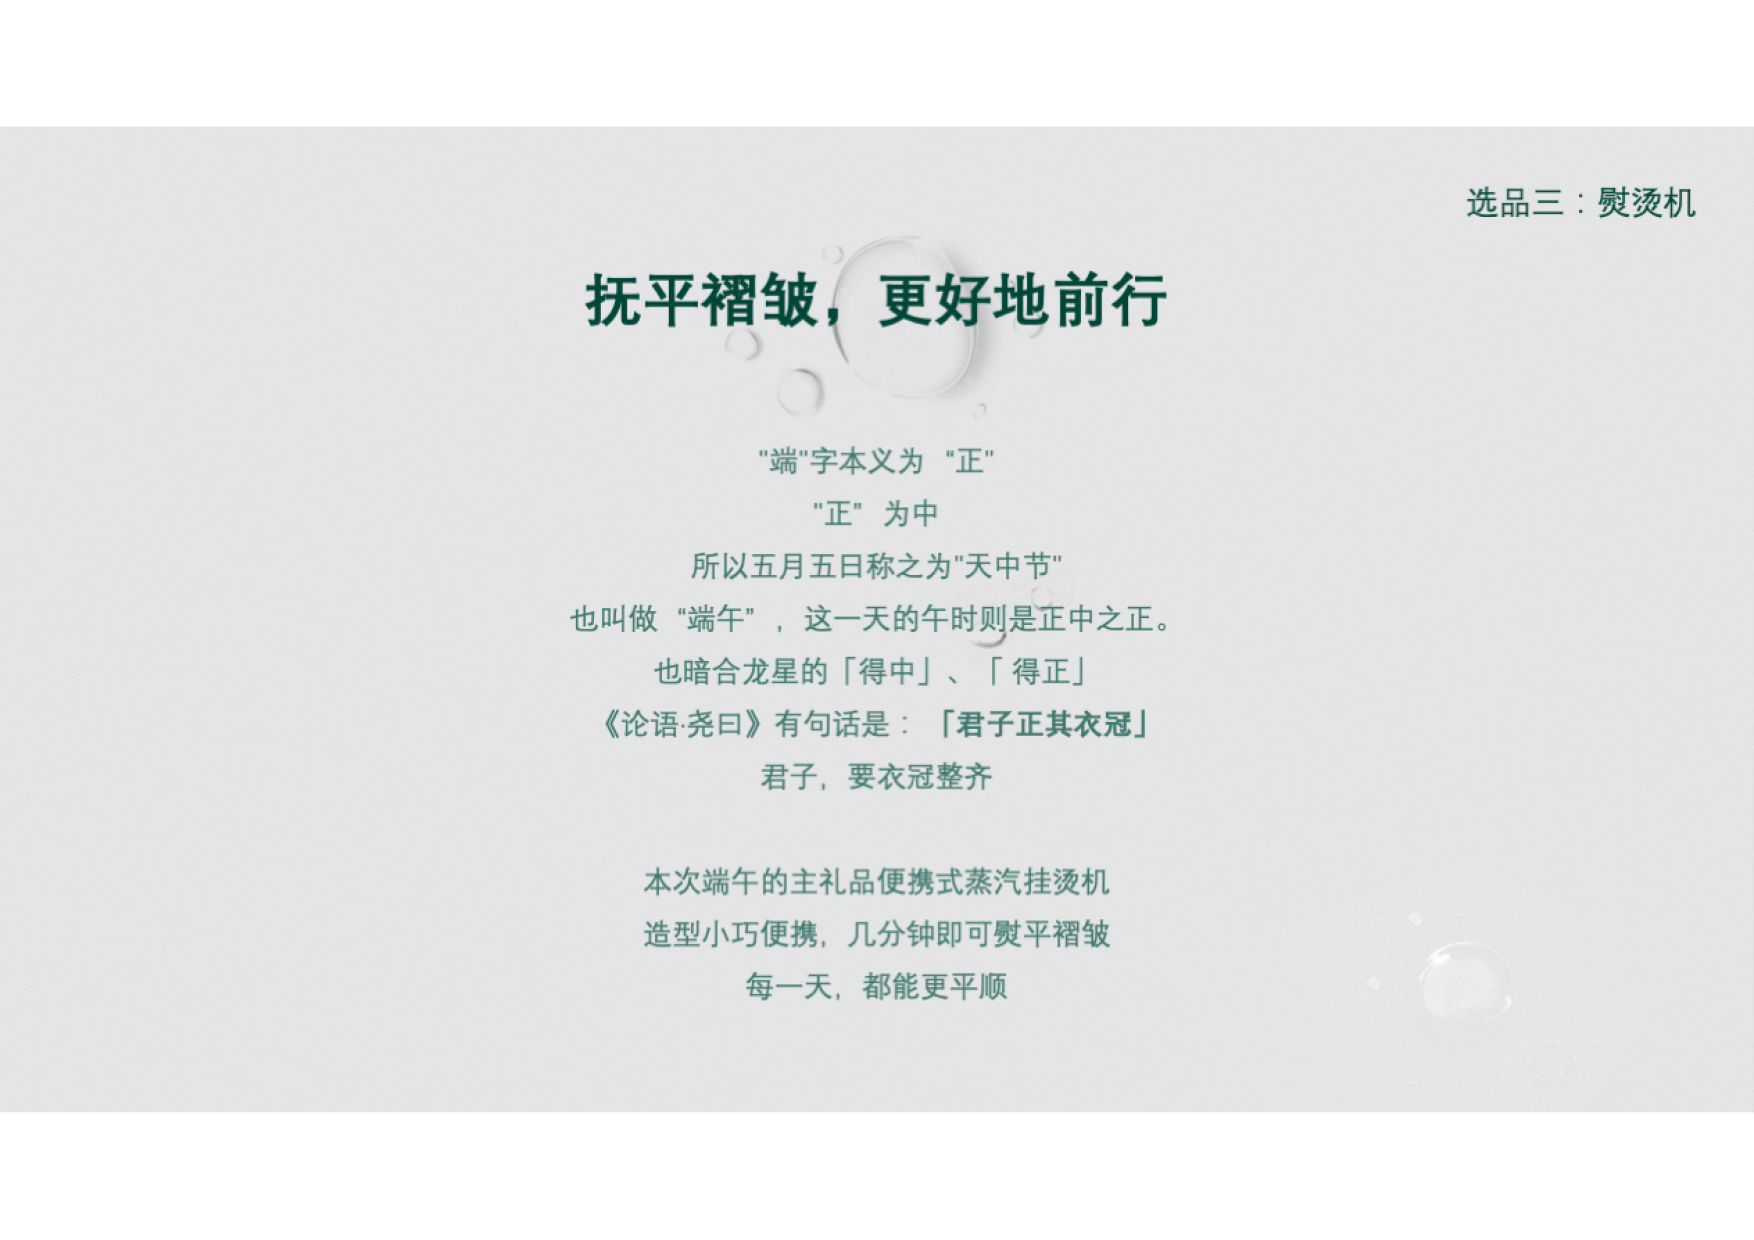 选品三：熨烫机
抚平褶皱，更好地前行
"端"字本义为 “正"
"正” 为中
所以五月五日称之为"天中节"
也叫做 “端午” ，这一天的午时则是正中之正。
也暗合龙星的「得中」、「 得正」
《论语·尧曰》有句话是：「君子正其衣冠」
君子，要衣冠整齐
本次端午的主礼品便携式蒸汽挂烫机
造型小巧便携，几分钟即可熨平褶皱
每一天，都能更平顺